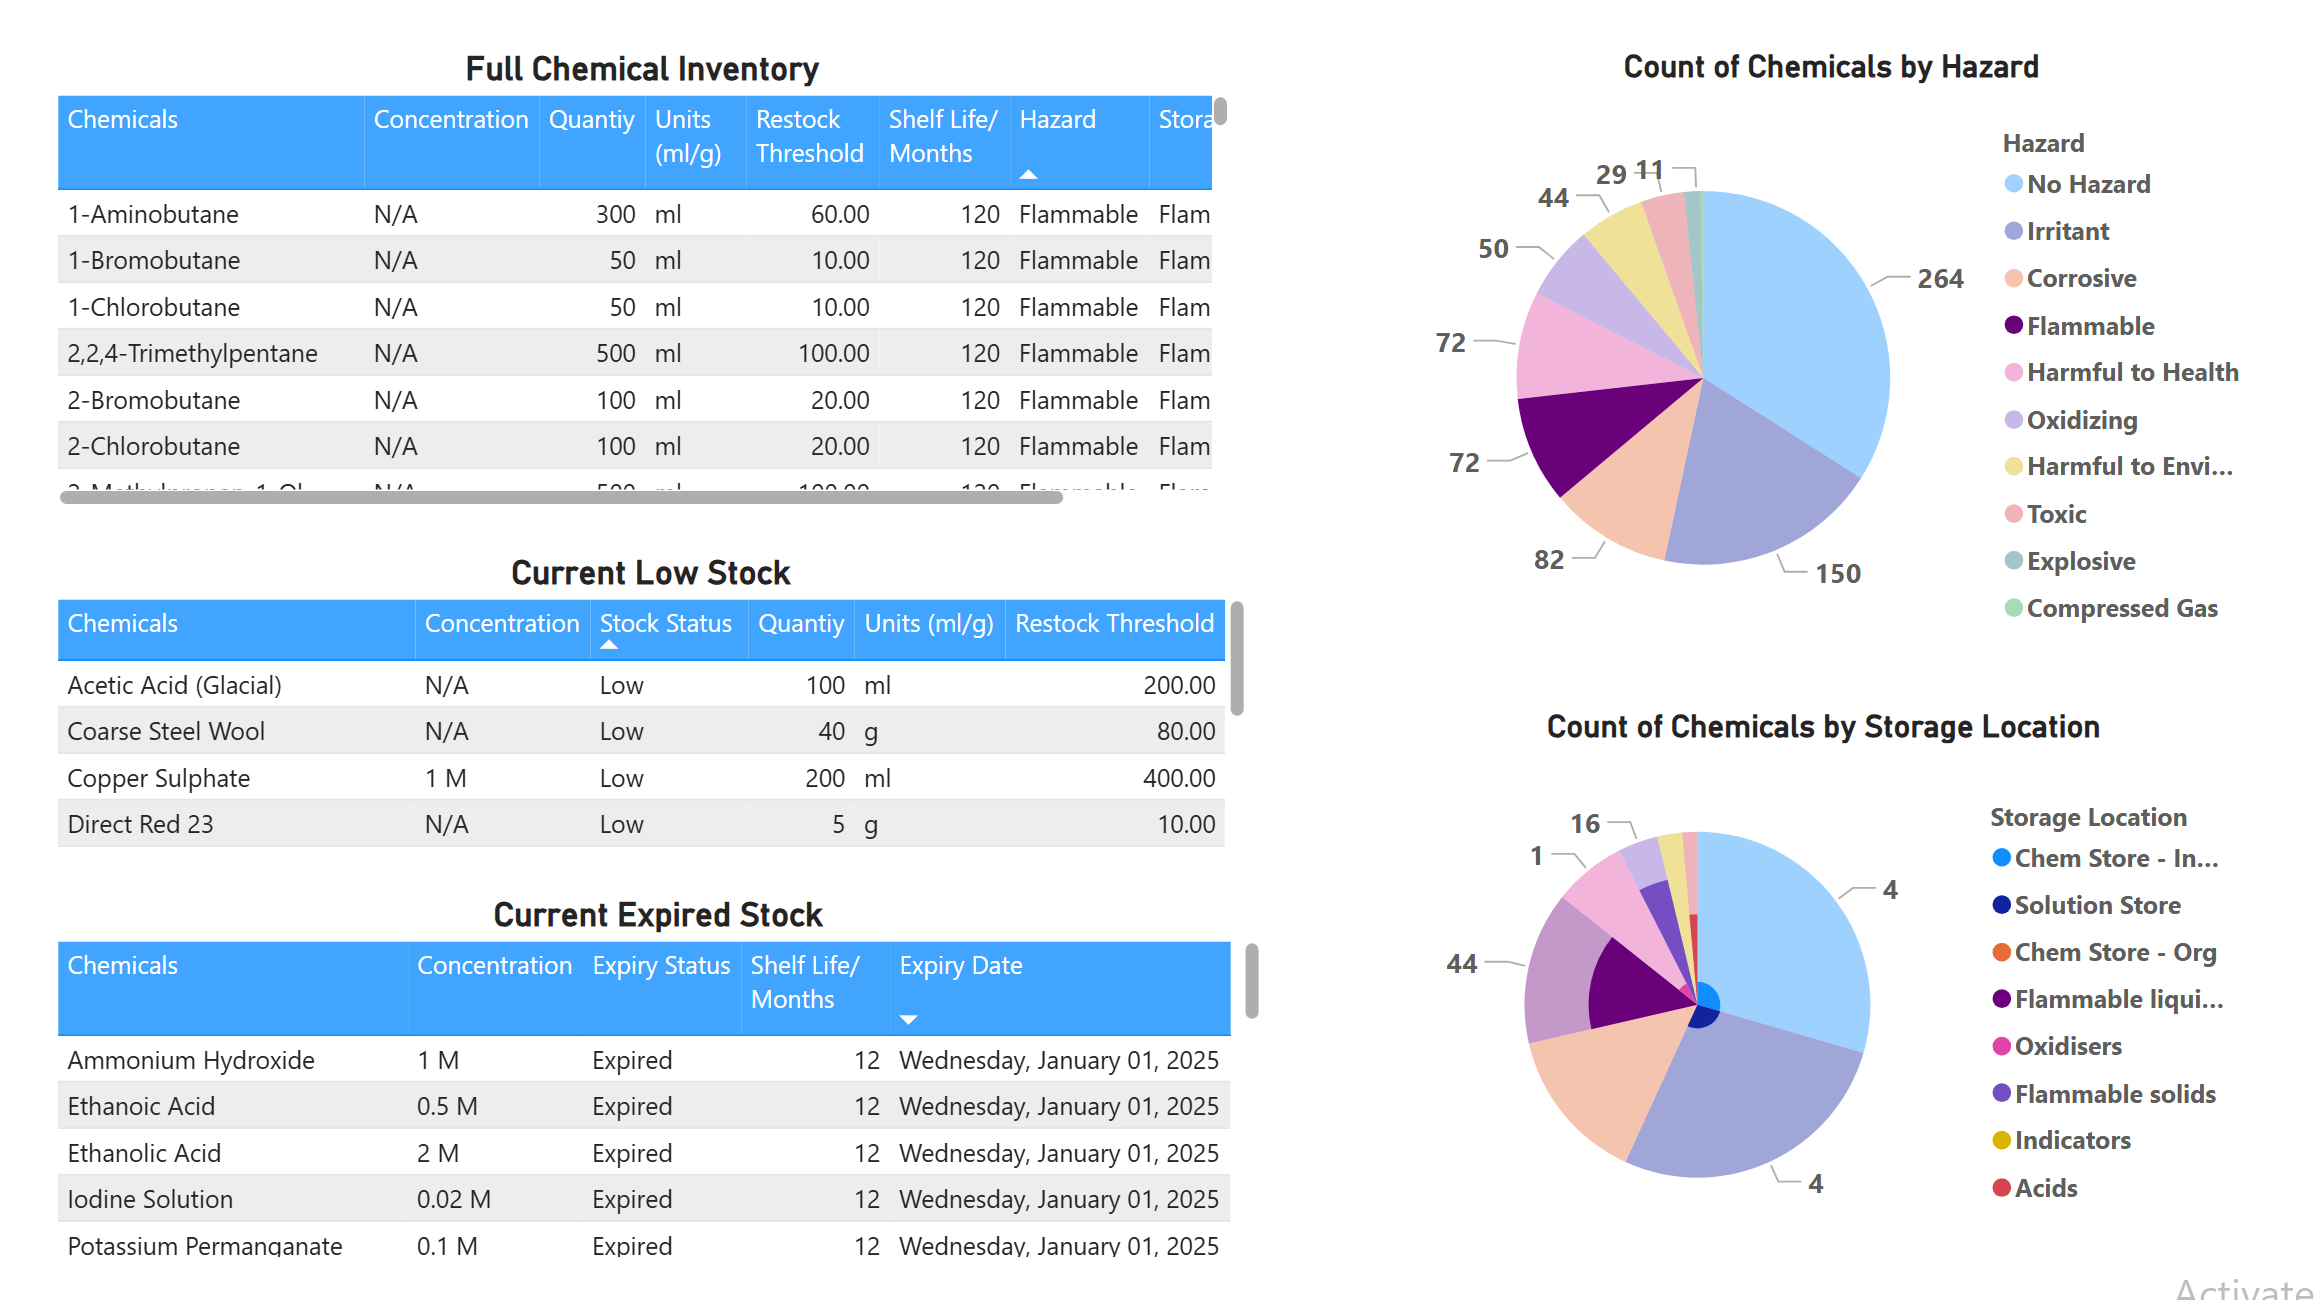 Full Chemical Inventory
Chemicals Concentration Quantiy Units (ml/g) Restock Threshold Shelf Life/ Months Hazard Stora
1-Aminobutane N/A 300 ml 60.00 120 Flammable Flam
1-Bromobutane N/A 50 ml 10.00 120 Flammable Flam
1-Chlorobutane N/A 50 ml 10.00 120 Flammable Flam
2,2,4-Trimethylpentane N/A 500 ml 100.00 120 Flammable Flam
2-Bromobutane N/A 100 ml 20.00 120 Flammable Flam
2-Chlorobutane N/A 100 ml 20.00 120 Flammable Flam
Current Low Stock
Chemicals Concentration Stock Status Quantiy Units (ml/g) Restock Threshold
Acetic Acid (Glacial) N/A Low 100 ml 200.00
Coarse Steel Wool N/A Low 40 g 80.00
Copper Sulphate 1 M Low 200 ml 400.00
Direct Red 23 N/A Low 5 g 10.00
Current Expired Stock
Chemicals Concentration Expiry Status Shelf Life/ Months Expiry Date
Ammonium Hydroxide 1 M Expired 12 Wednesday, January 01, 2025
Ethanoic Acid 0.5 M Expired 12 Wednesday, January 01, 2025
Ethanolic Acid 2 M Expired 12 Wednesday, January 01, 2025
Iodine Solution 0.02 M Expired 12 Wednesday, January 01, 2025
Potassium Permanganate 0.1 M Expired 12 Wednesday, January 01, 2025
Count of Chemicals by Hazard
264
150
82
72
72
50
44
29
11
Hazard
No Hazard
Irritant
Corrosive
Flammable
Harmful to Health
Oxidizing
Harmful to Envi...
Toxic
Explosive
Compressed Gas
Count of Chemicals by Storage Location
4
4
44
1
16
Storage Location
Chem Store - In...
Solution Store
Chem Store - Org
Flammable liqui...
Oxidisers
Flammable solids
Indicators
Acids
Activate